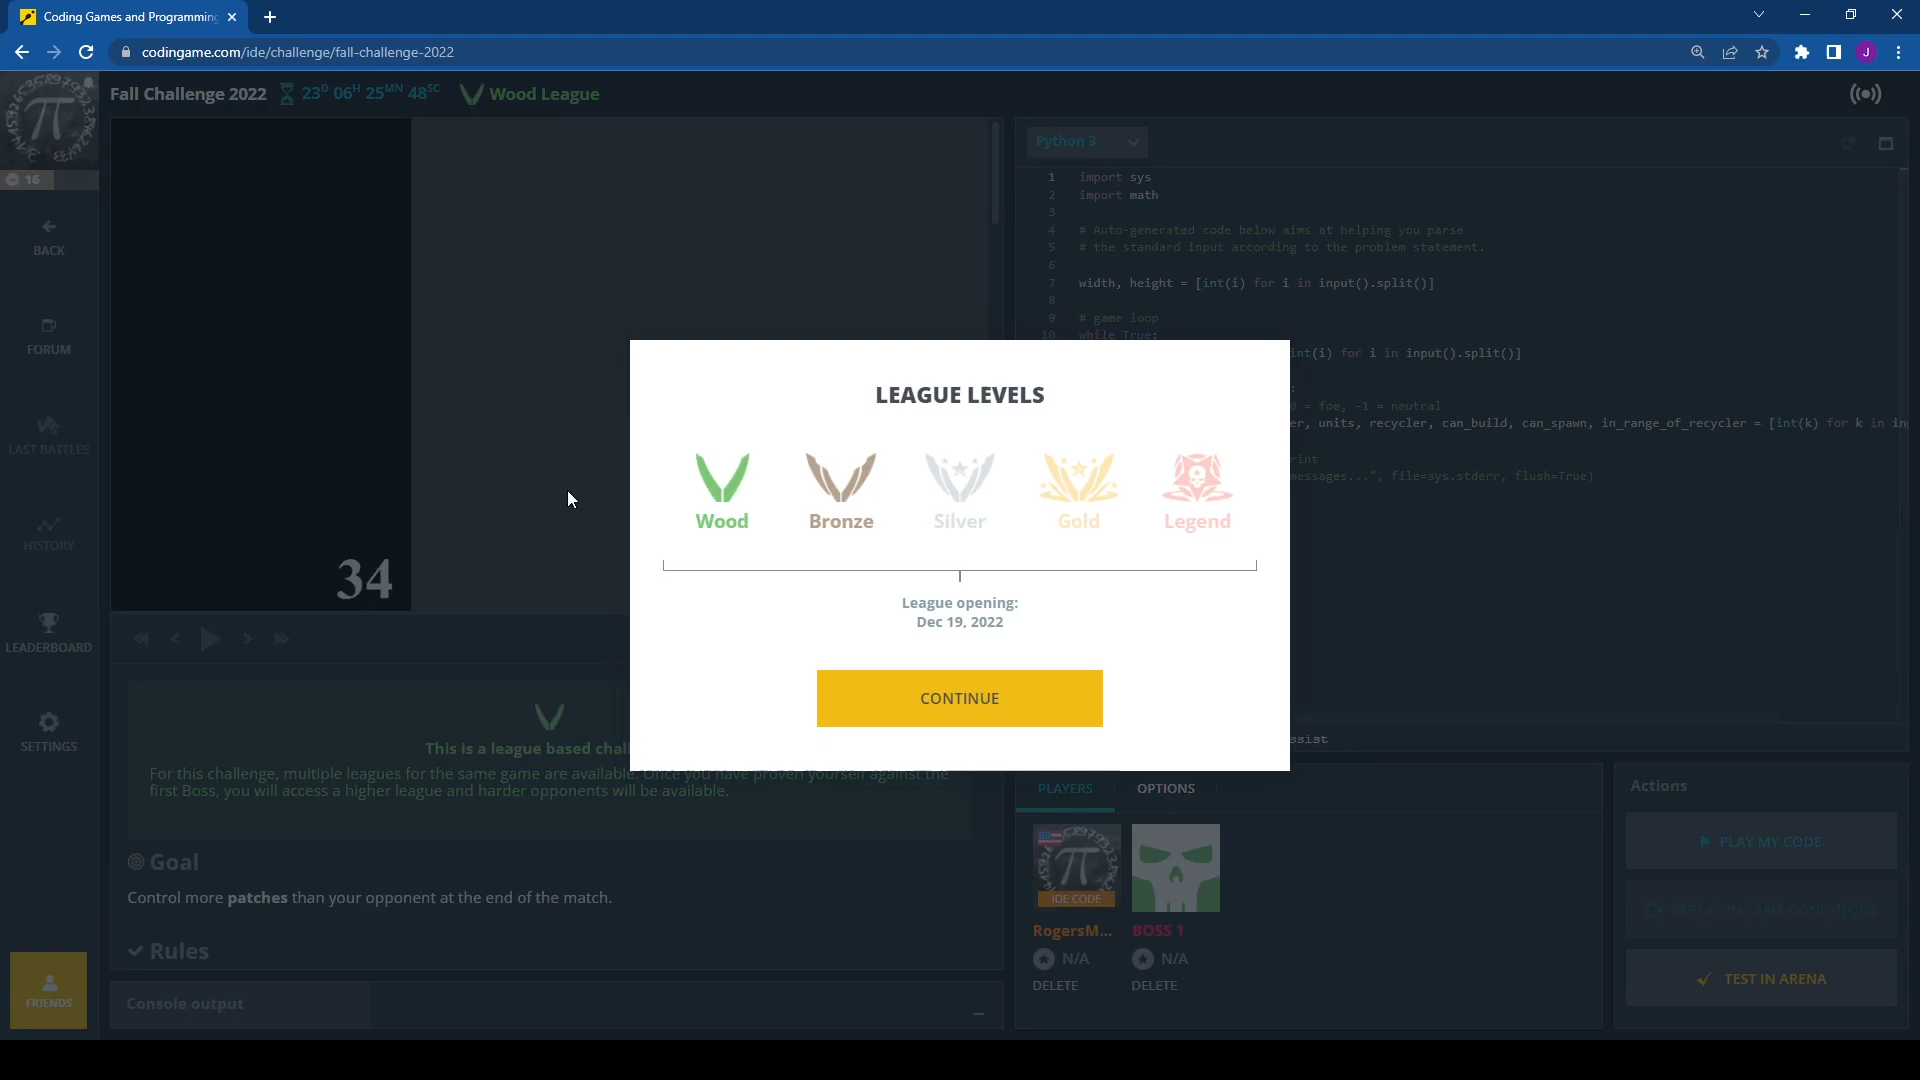 Coding Games and Programming
codingame.com/ide/challenge/fall-challenge-2022
J
Fall Challenge 2022 23D 06H 25MN 48SC Wood League
16
BACK
FORUM
LAST BATTLES
HISTORY
LEADERBOARD
SETTINGS
FRIENDS
34
This is a league based chall
For this challenge, multiple leagues for the same game are available. Once you have proven yourself against the
first Boss, you will access a higher league and harder opponents will be available.
Goal
Control more patches than your opponent at the end of the match.
Rules
Console output
Python 3
1 import sys
2 import math
3
4 # Auto-generated code below aims at helping you parse
5 # the standard input according to the problem statement.
6
7 width, height = [int(i) for i in input().split()]
8
9 # game loop
10 while True:
int(i) for i in input().split()]
:
0 = foe, -1 = neutral
er, units, recycler, can_build, can_spawn, in_range_of_recycler = [int(k) for k in in
rint
messages...", file=sys.stderr, flush=True)
LEAGUE LEVELS
Wood Bronze Silver Gold Legend
League opening:
Dec 19, 2022
CONTINUE
ssist
PLAYERS OPTIONS
IDE CODE
RogersM... BOSS 1
N/A N/A
DELETE DELETE
Actions
PLAY MY CODE
REPLAY IN SAME CONDITIONS
TEST IN ARENA